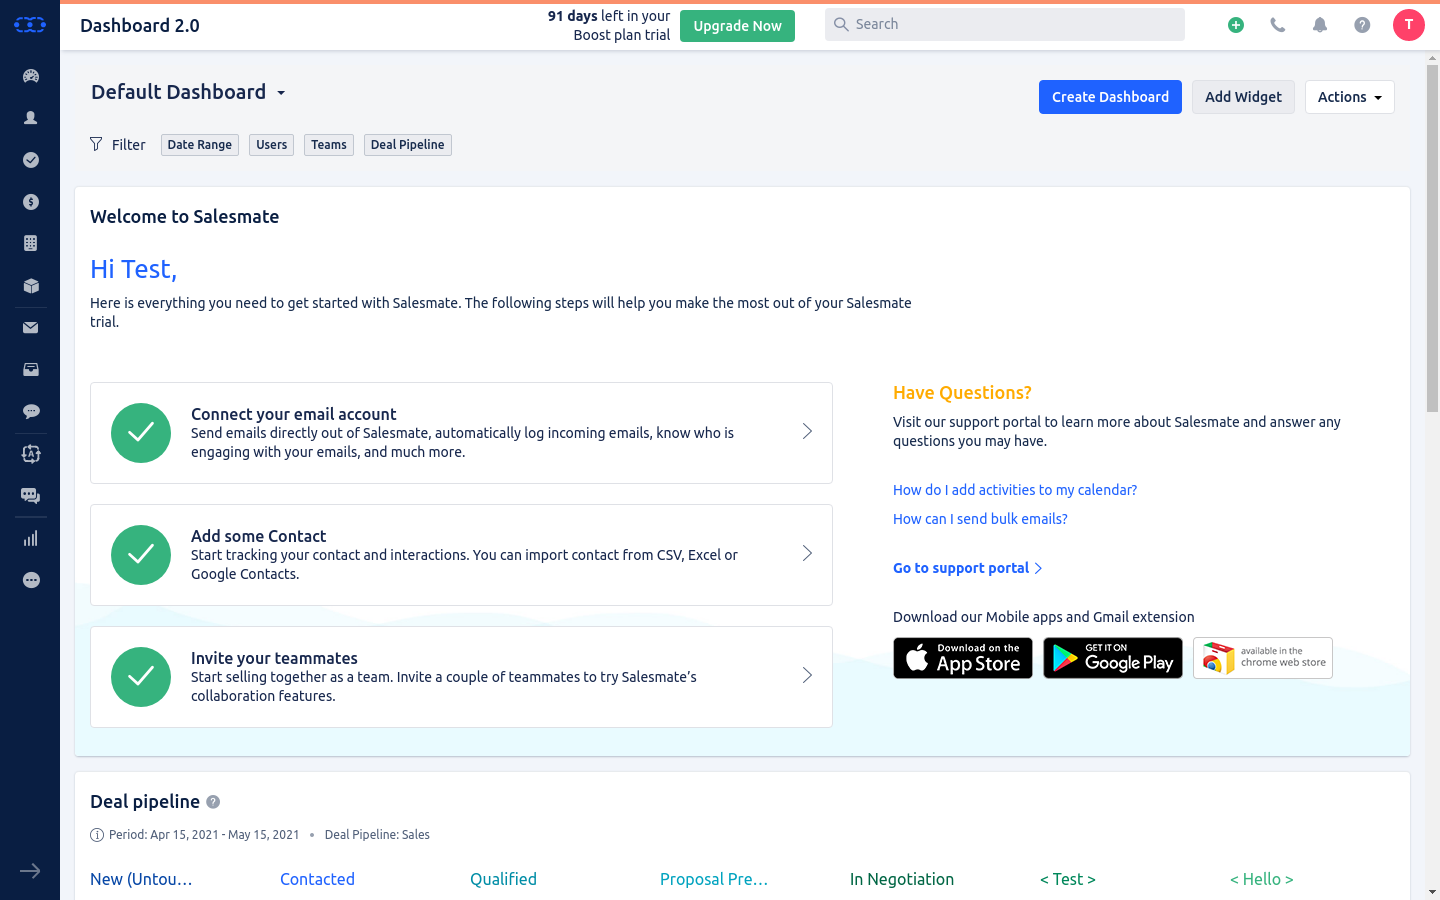 Dashboard 2.0
91 days left in your
Boost plan trial
Upgrade Now
Search
T
Default Dashboard
Create Dashboard
Add Widget
Actions
Filter
Date Range
Users
Teams
Deal Pipeline
Welcome to Salesmate
Hi Test,
Here is everything you need to get started with Salesmate. The following steps will help you make the most out of your Salesmate
trial.
Connect your email account
Send emails directly out of Salesmate, automatically log incoming emails, know who is
engaging with your emails, and much more.
Add some Contact
Start tracking your contact and interactions. You can import contact from CSV, Excel or
Google Contacts.
Invite your teammates
Start selling together as a team. Invite a couple of teammates to try Salesmate’s
collaboration features.
Have Questions?
Visit our support portal to learn more about Salesmate and answer any
questions you may have.
How do I add activities to my calendar?
How can I send bulk emails?
Go to support portal
Download our Mobile apps and Gmail extension
Download on the
App Store
GET IT ON
Google Play
available in the
chrome web store
Deal pipeline
Period: Apr 15, 2021 - May 15, 2021 • Deal Pipeline: Sales
New (Untou...
Contacted
Qualified
Proposal Pre...
In Negotiation
< Test >
< Hello >